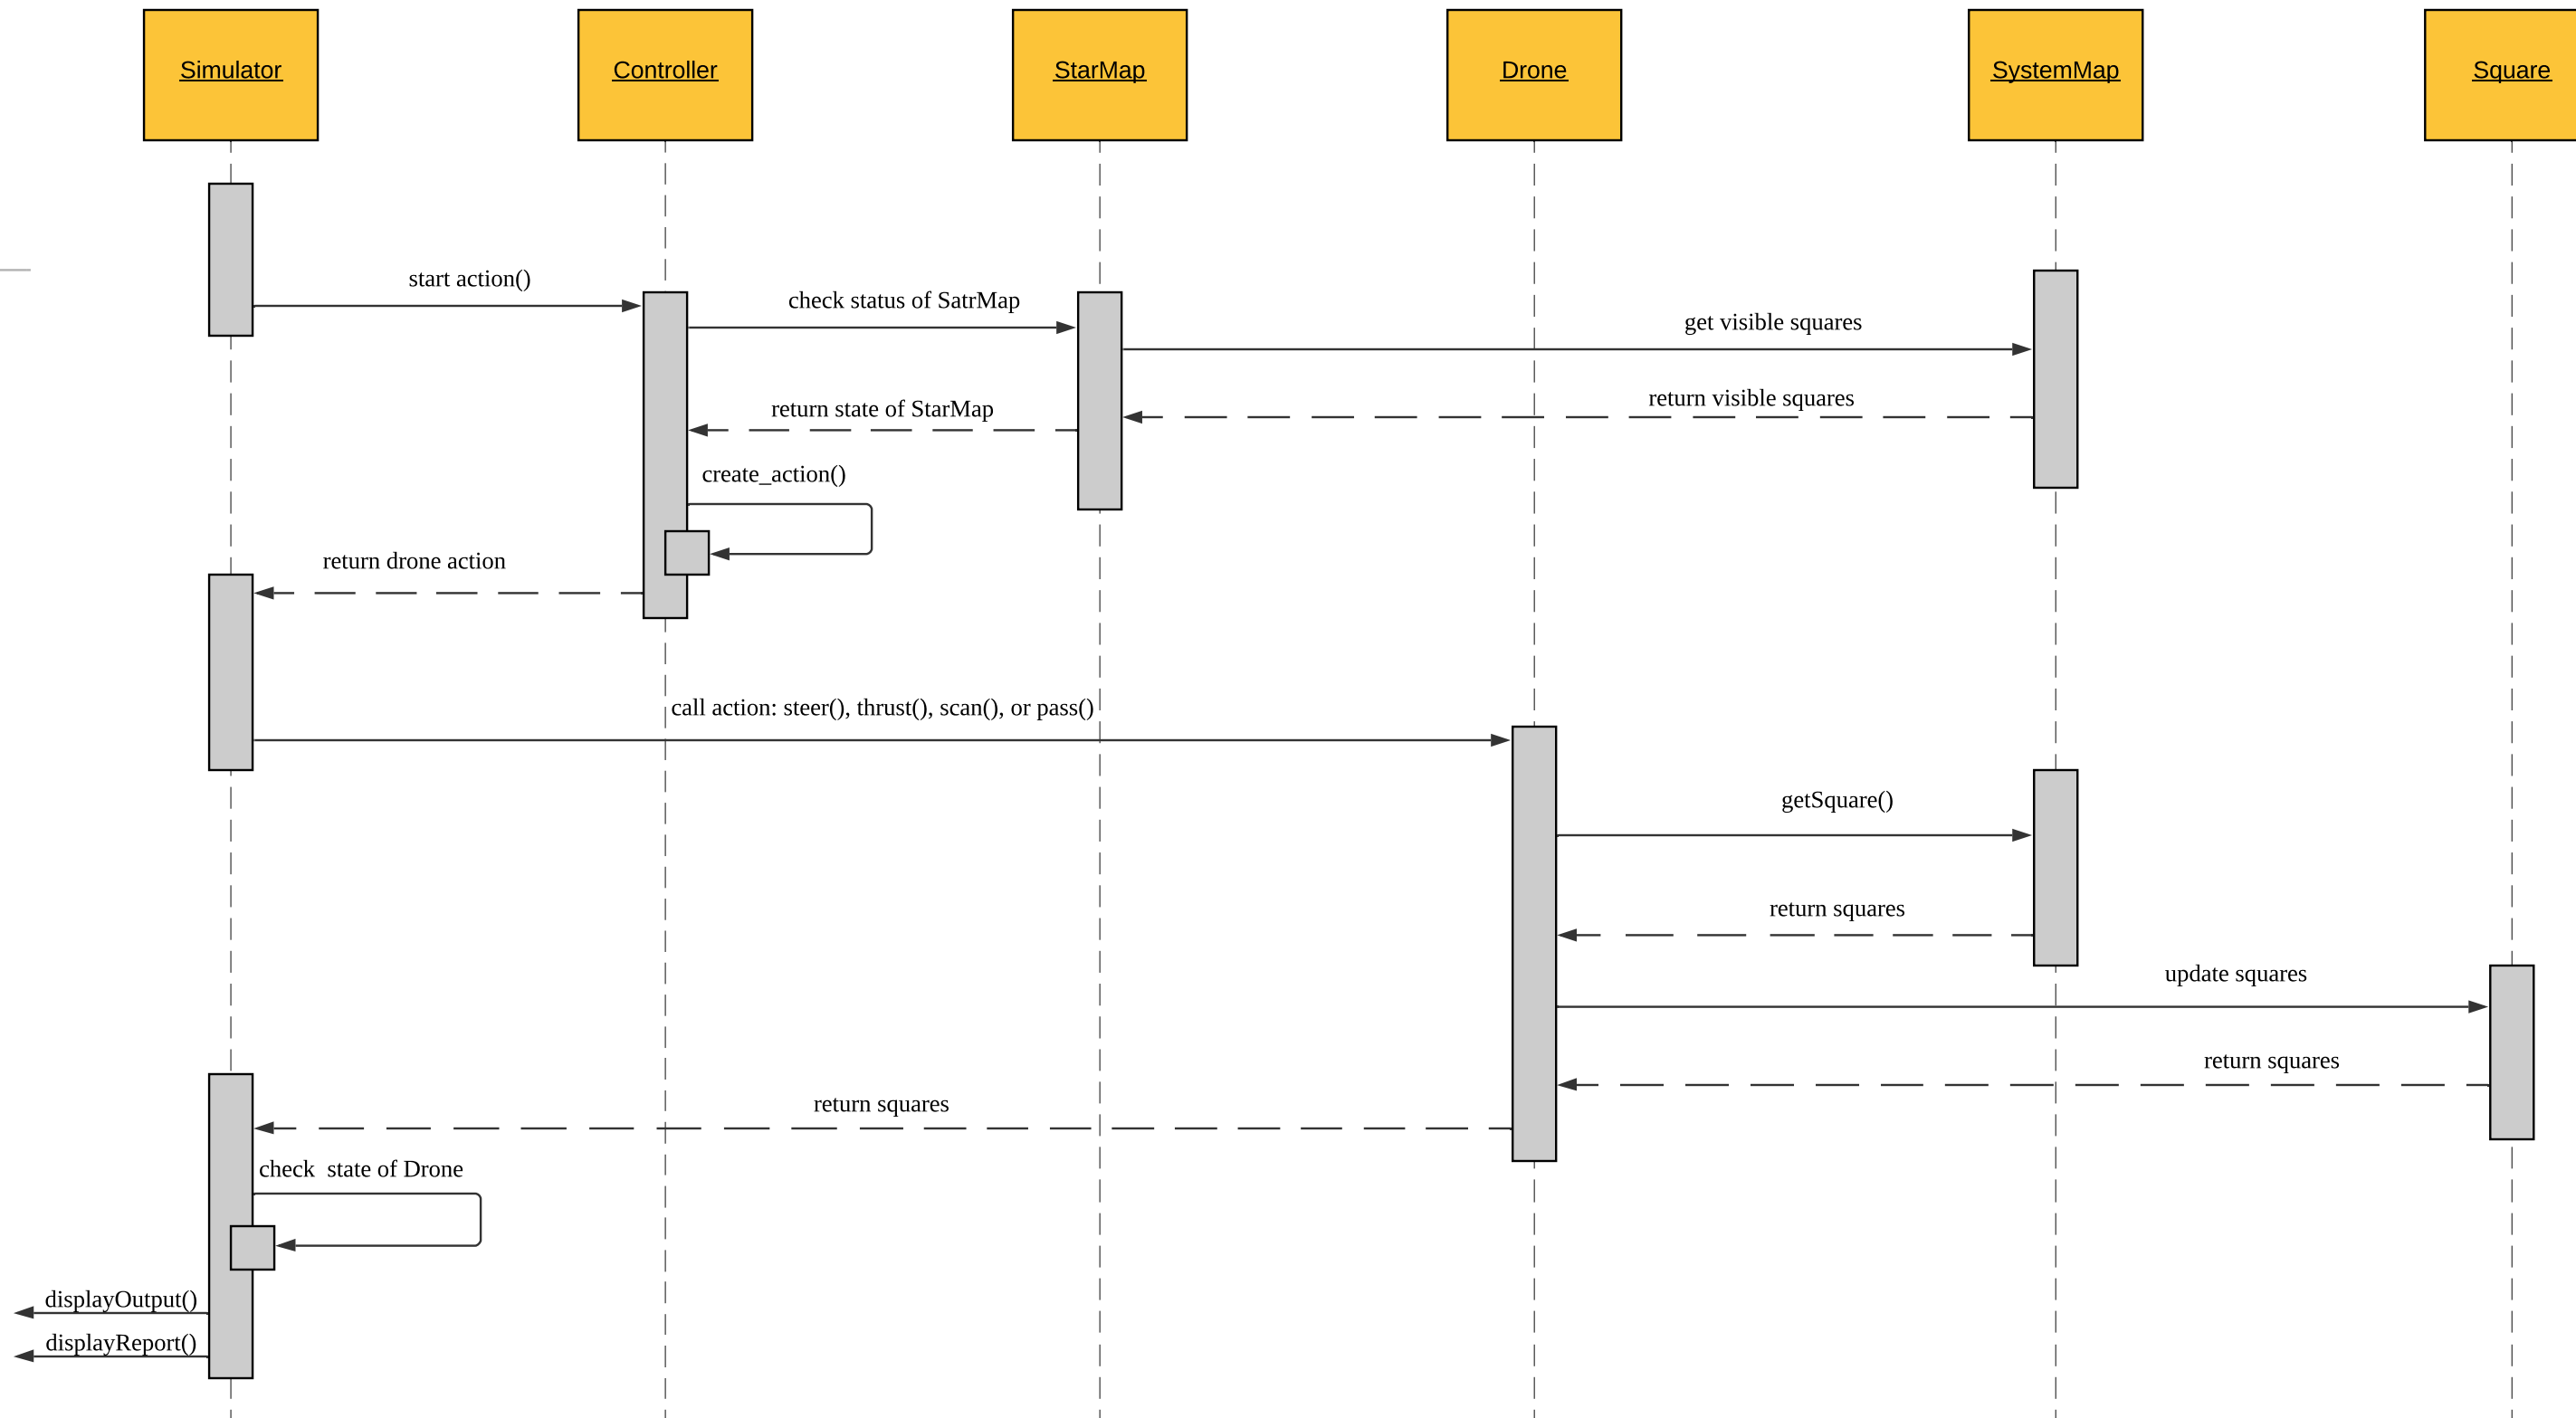 Simulator
Controller
StarMap
Drone
SystemMap
Square
start action()
check status of SatrMap
get visible squares
return visible squares
return state of StarMap
create_action()
return drone action
call action: steer(), thrust(), scan(), or pass()
getSquare()
return squares
update squares
return squares
return squares
check  state of Drone
displayOutput()
displayReport()